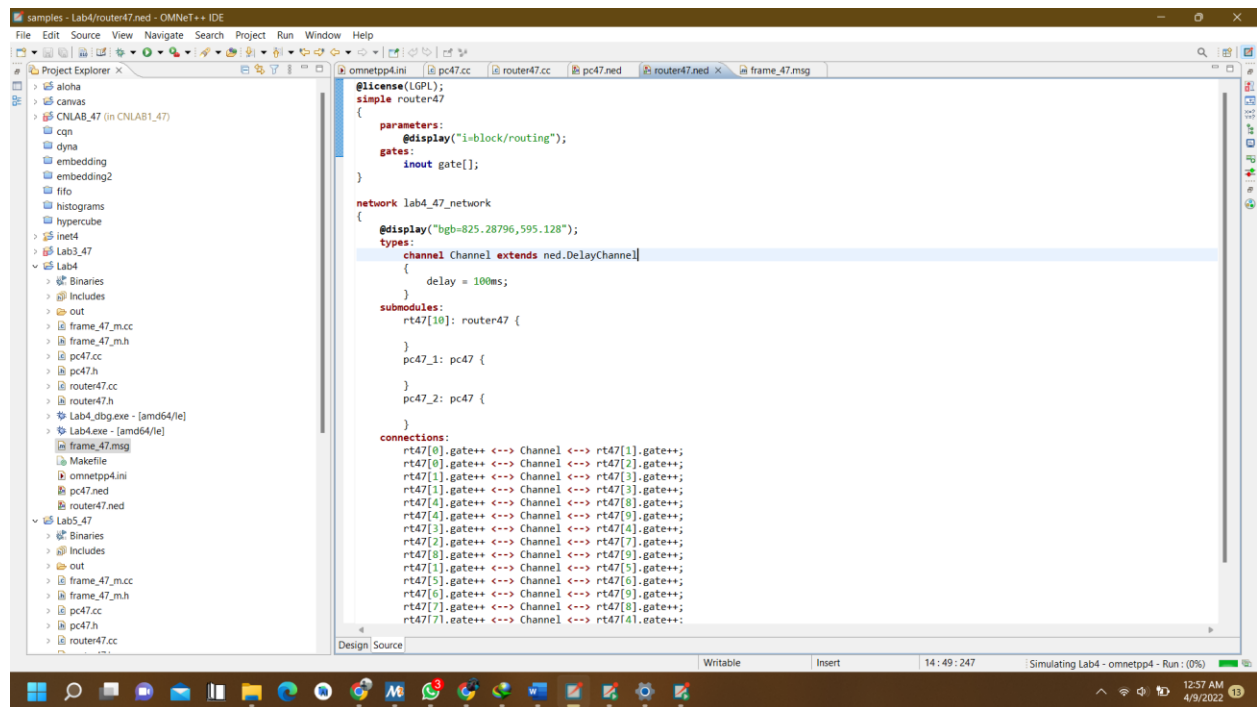 samples - Lab4/router47.ned - OMNeT++ IDE
File Edit Source View Navigate Search Project Run Window Help
Project Explorer
aloha
canvas
CNLAB_47 (in CNLAB1_47)
cqn
dyna
embedding
embedding2
fifo
histograms
hypercube
inet4
Lab3_47
Lab4
Binaries
Includes
out
frame_47_m.cc
frame_47_m.h
pc47.cc
pc47.h
router47.cc
router47.h
Lab4_dbg.exe - [amd64/le]
Lab4.exe - [amd64/le]
frame_47.msg
Makefile
omnetpp4.ini
pc47.ned
router47.ned
Lab5_47
Binaries
Includes
out
frame_47_m.cc
frame_47_m.h
pc47.cc
pc47.h
router47.cc
omnetpp4.ini pc47.cc router47.cc pc47.ned router47.ned frame_47.msg
@license(LGPL);
simple router47
{
parameters:
@display("i=block/routing");
gates:
inout gate[];
}
network lab4_47_network
{
@display("bgb=825.28796,595.128");
types:
channel Channel extends ned.DelayChannel
{
delay = 100ms;
}
submodules:
rt47[10]: router47 {
}
pc47_1: pc47 {
}
pc47_2: pc47 {
}
connections:
rt47[0].gate++ <--> Channel <--> rt47[1].gate++;
rt47[0].gate++ <--> Channel <--> rt47[2].gate++;
rt47[1].gate++ <--> Channel <--> rt47[3].gate++;
rt47[1].gate++ <--> Channel <--> rt47[3].gate++;
rt47[4].gate++ <--> Channel <--> rt47[8].gate++;
rt47[4].gate++ <--> Channel <--> rt47[9].gate++;
rt47[3].gate++ <--> Channel <--> rt47[4].gate++;
rt47[2].gate++ <--> Channel <--> rt47[7].gate++;
rt47[8].gate++ <--> Channel <--> rt47[9].gate++;
rt47[1].gate++ <--> Channel <--> rt47[5].gate++;
rt47[5].gate++ <--> Channel <--> rt47[6].gate++;
rt47[6].gate++ <--> Channel <--> rt47[9].gate++;
rt47[7].gate++ <--> Channel <--> rt47[8].gate++;
rt47[7].gate++ <--> Channel <--> rt47[4].gate++;
Design Source
Writable Insert 14 : 49 : 247 Simulating Lab4 - omnetpp4 - Run : (0%)
12:57 AM
4/9/2022
13